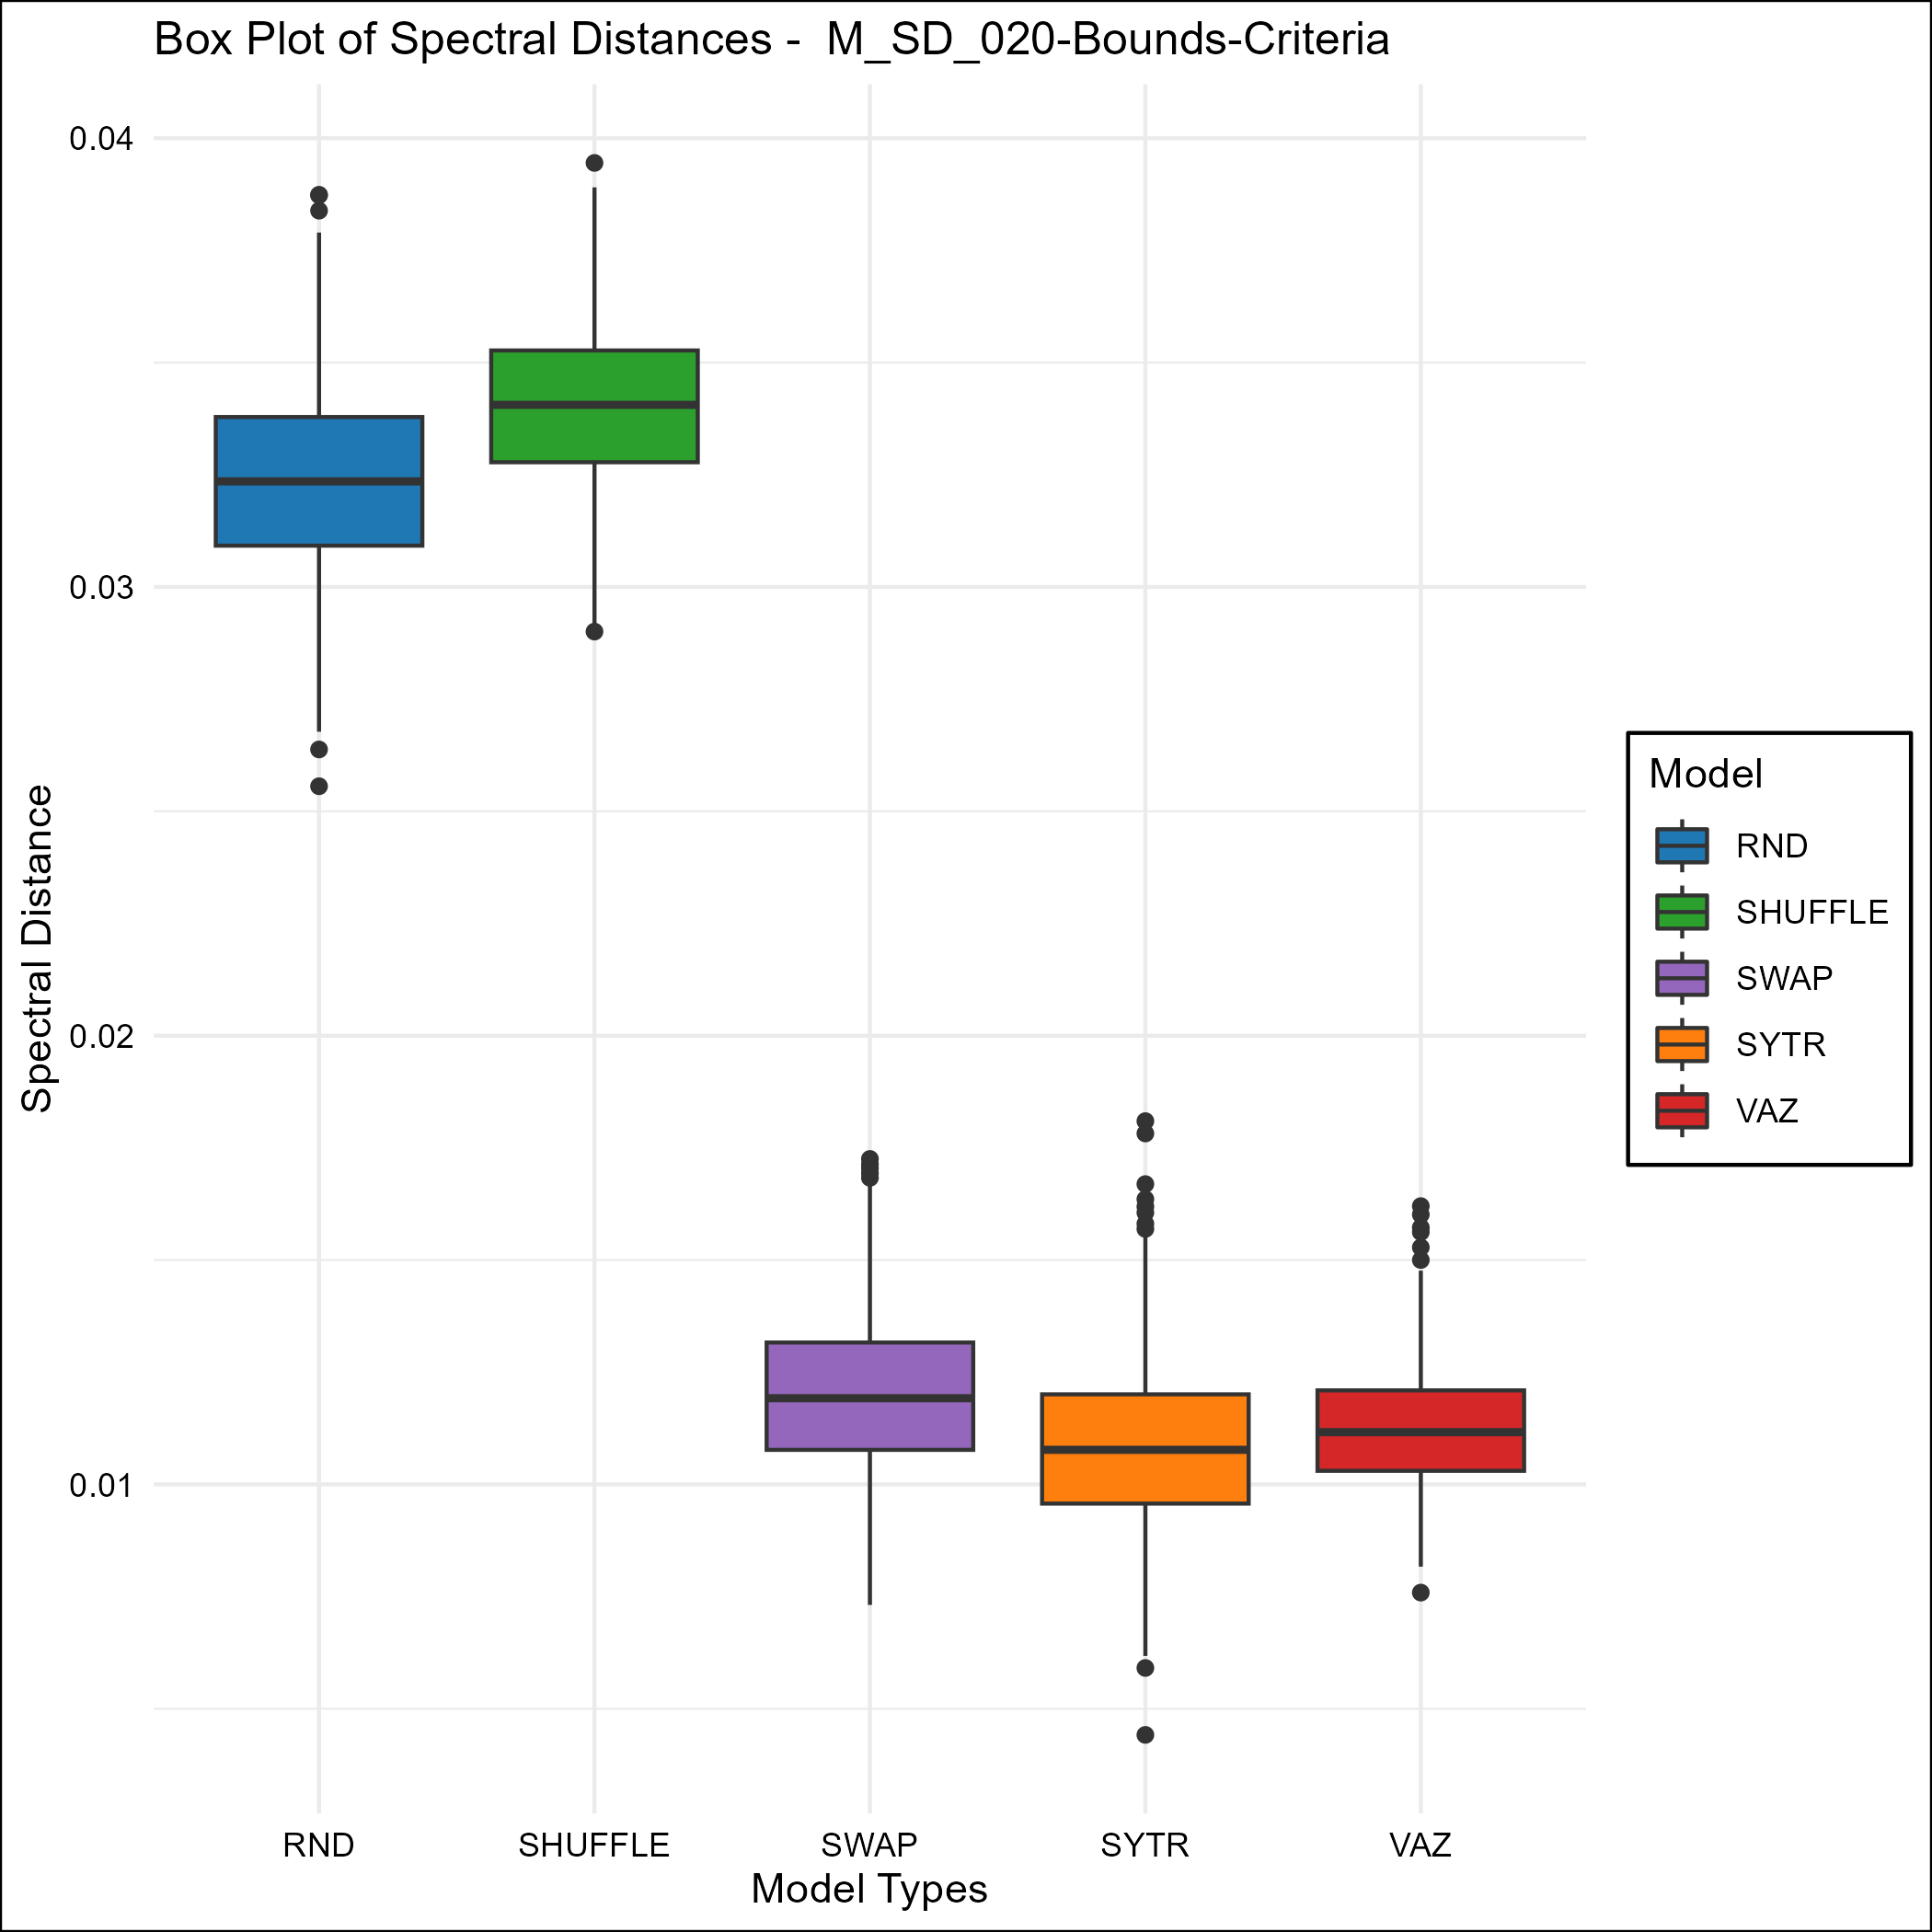 Box Plot of Spectral Distances -  M_SD_020-Bounds-Criteria
0.04
0.03
0.02
0.01
Spectral Distance
RND
SHUFFLE
SWAP
SYTR
VAZ
Model Types
Model
RND
SHUFFLE
SWAP
SYTR
VAZ